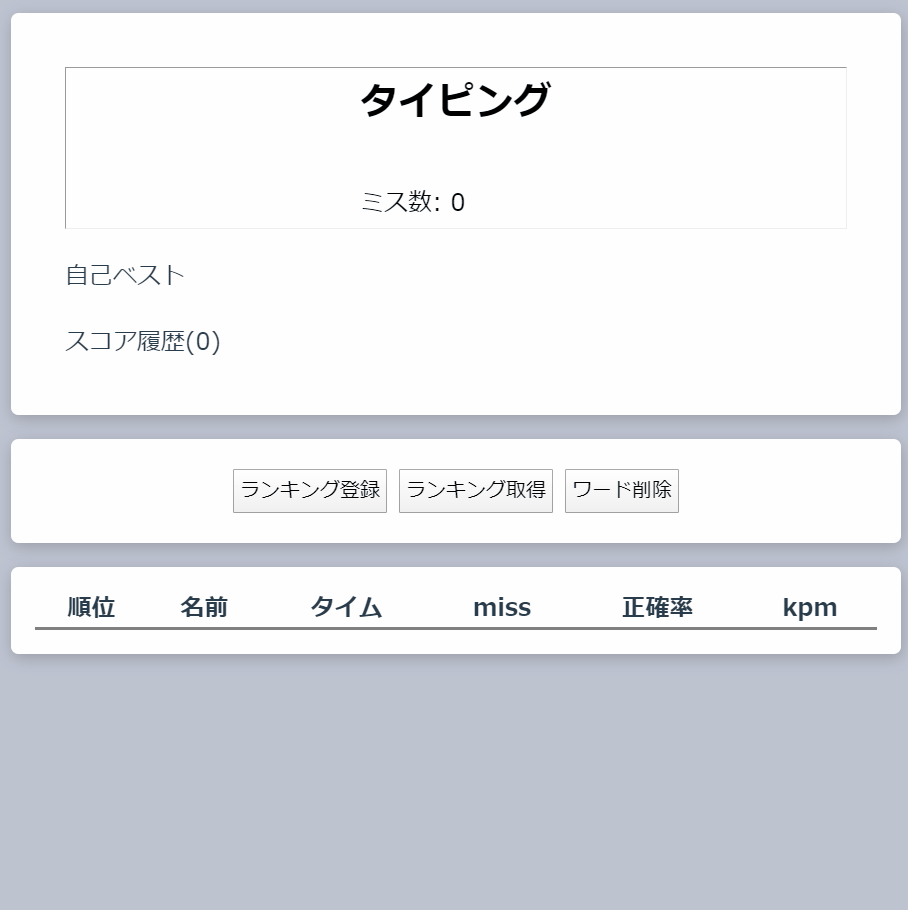 タイピング
ミス数: 0
自己ベスト
スコア履歴(0)
ランキング登録 ランキング取得 ワード削除
順位 名前 タイム miss 正確率 kpm